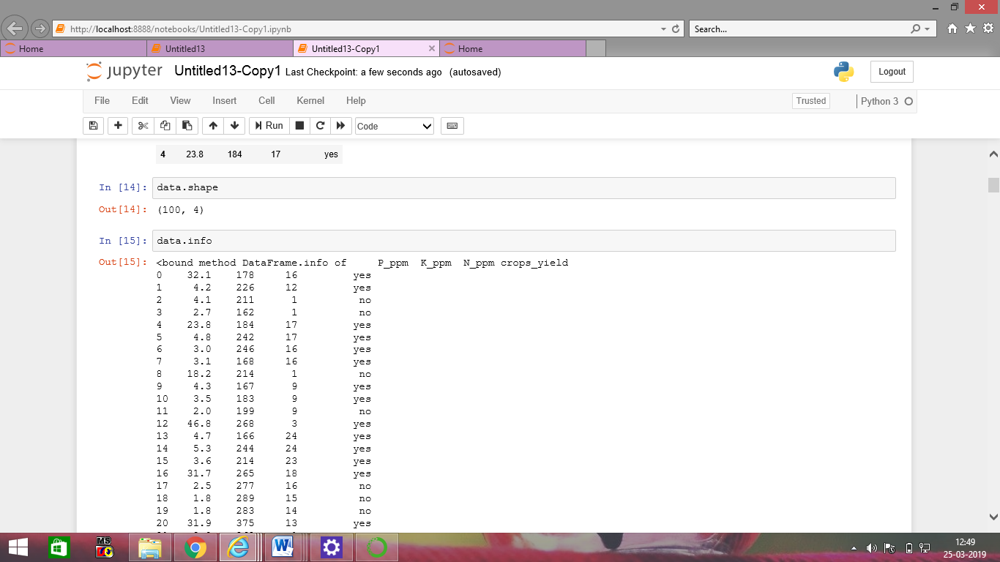 http://localhost:8888/notebooks/Untitled13-Copy1.ipynb
Search...
Home
Untitled13
Untitled13-Copy1
Home
jupyter Untitled13-Copy1 Last Checkpoint: a few seconds ago (autosaved)
Logout
File Edit View Insert Cell Kernel Help
Trusted
Python 3
Run
Code
4 23.8 184 17 yes
In [14]: data.shape
Out[14]: (100, 4)
In [15]: data.info
Out[15]: <bound method DataFrame.info of P_ppm K_ppm N_ppm crops_yield
0 32.1 178 16 yes
1 4.2 226 12 yes
2 4.1 211 1 no
3 2.7 162 1 no
4 23.8 184 17 yes
5 4.8 242 17 yes
6 3.0 246 16 yes
7 3.1 168 16 yes
8 18.2 214 1 no
9 4.3 167 9 yes
10 3.5 183 9 yes
11 2.0 199 9 no
12 46.8 268 3 yes
13 4.7 166 24 yes
14 5.3 244 24 yes
15 3.6 214 23 yes
16 31.7 265 18 yes
17 2.5 277 16 no
18 1.8 289 15 no
19 1.8 283 14 no
20 31.9 375 13 yes
MS
12:49
25-03-2019